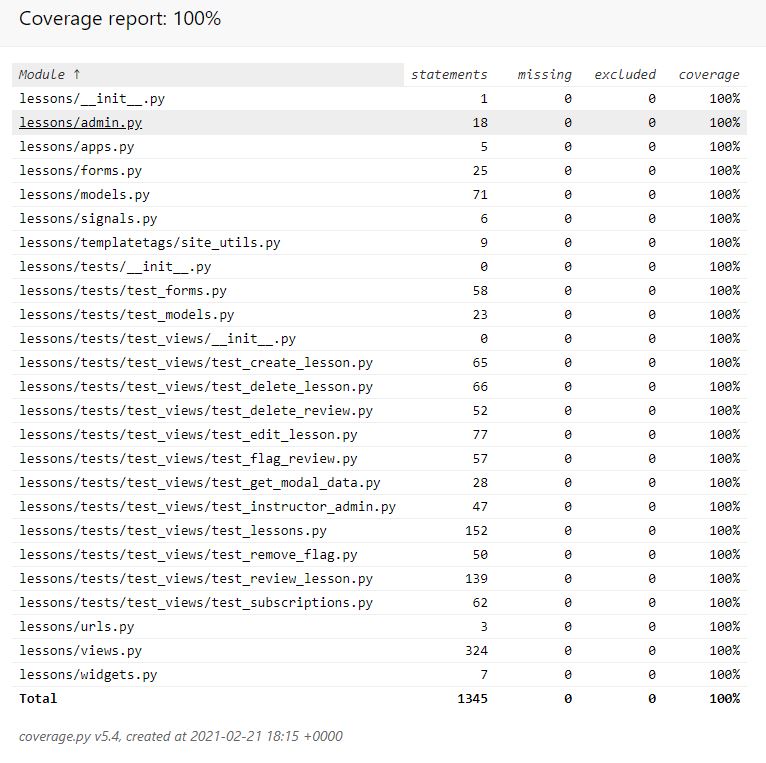 Coverage report: 100%
Module ↑ statements missing excluded coverage
lessons/__init__.py 1 0 0 100%
lessons/admin.py 18 0 0 100%
lessons/apps.py 5 0 0 100%
lessons/forms.py 25 0 0 100%
lessons/models.py 71 0 0 100%
lessons/signals.py 6 0 0 100%
lessons/templatetags/site_utils.py 9 0 0 100%
lessons/tests/__init__.py 0 0 0 100%
lessons/tests/test_forms.py 58 0 0 100%
lessons/tests/test_models.py 23 0 0 100%
lessons/tests/test_views/__init__.py 0 0 0 100%
lessons/tests/test_views/test_create_lesson.py 65 0 0 100%
lessons/tests/test_views/test_delete_lesson.py 66 0 0 100%
lessons/tests/test_views/test_delete_review.py 52 0 0 100%
lessons/tests/test_views/test_edit_lesson.py 77 0 0 100%
lessons/tests/test_views/test_flag_review.py 57 0 0 100%
lessons/tests/test_views/test_get_modal_data.py 28 0 0 100%
lessons/tests/test_views/test_instructor_admin.py 47 0 0 100%
lessons/tests/test_views/test_lessons.py 152 0 0 100%
lessons/tests/test_views/test_remove_flag.py 50 0 0 100%
lessons/tests/test_views/test_review_lesson.py 139 0 0 100%
lessons/tests/test_views/test_subscriptions.py 62 0 0 100%
lessons/urls.py 3 0 0 100%
lessons/views.py 324 0 0 100%
lessons/widgets.py 7 0 0 100%
Total 1345 0 0 100%
coverage.py v5.4, created at 2021-02-21 18:15 +0000